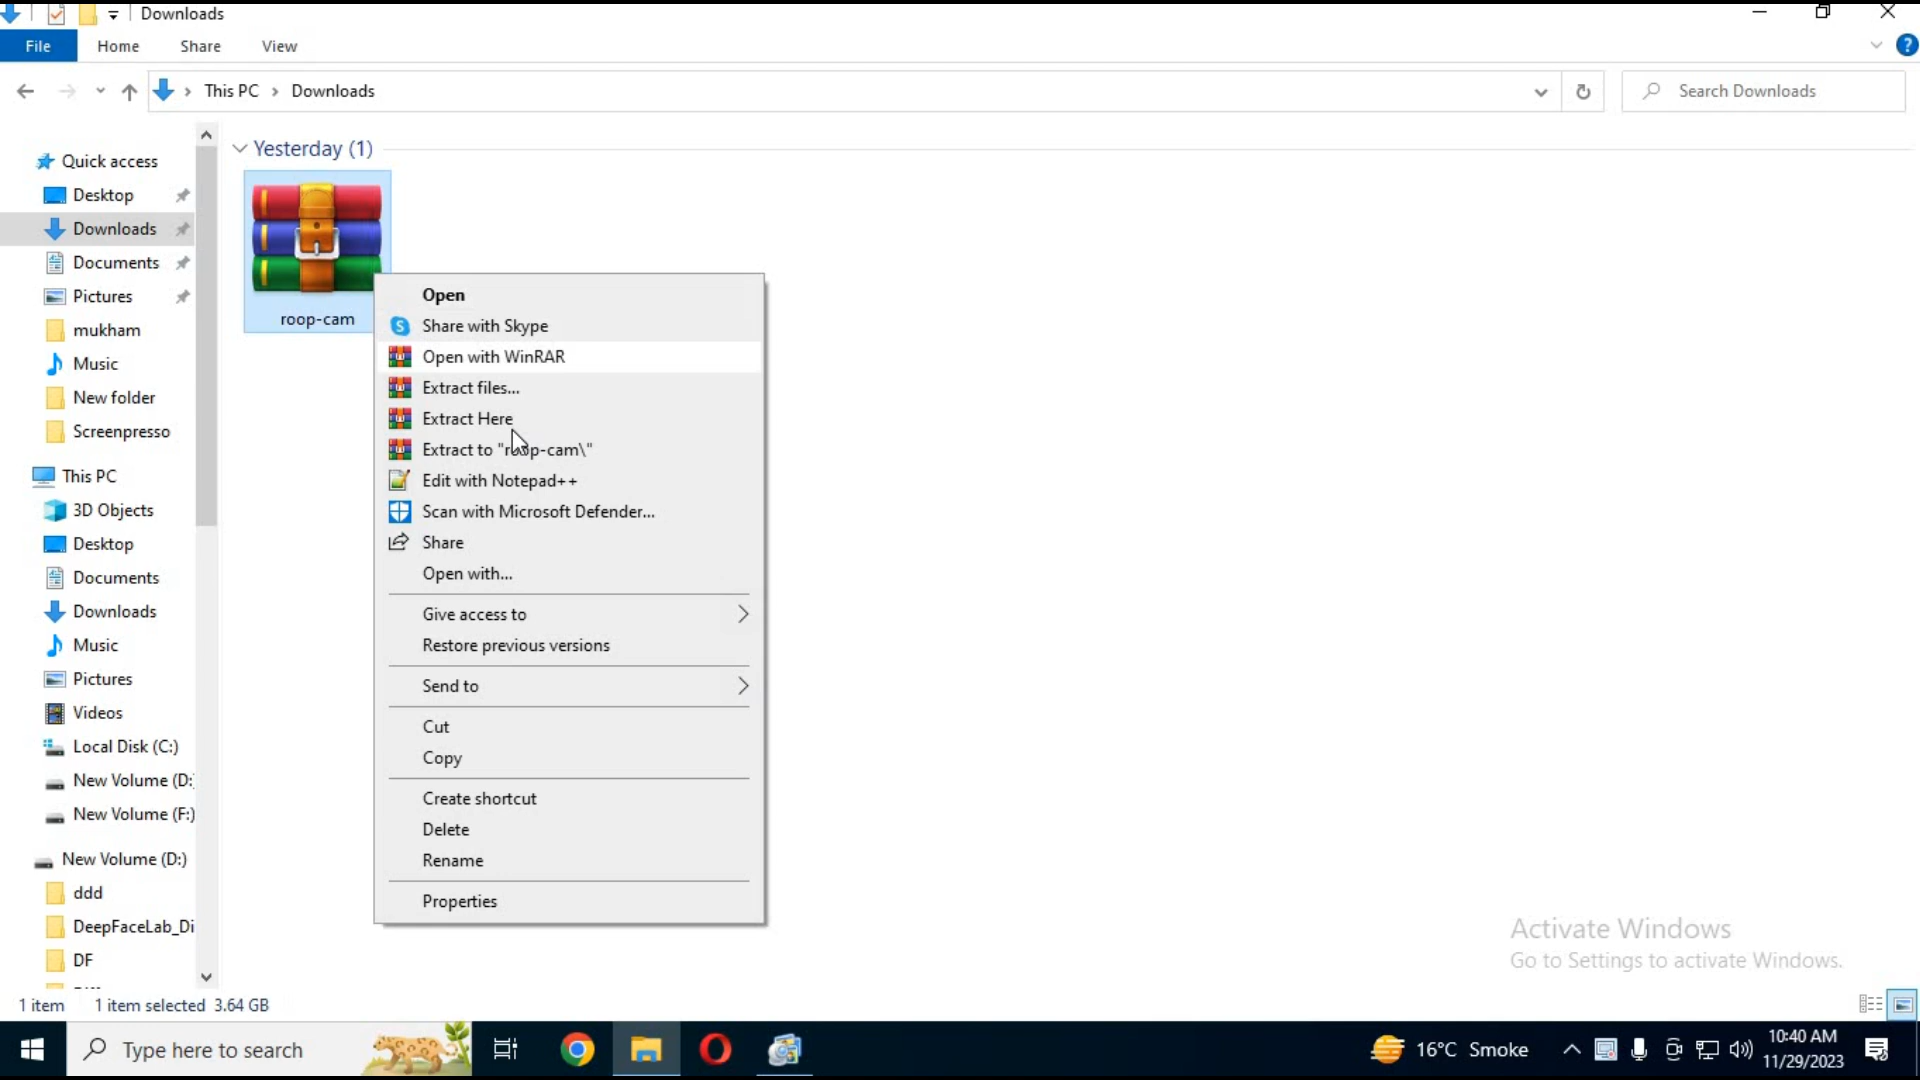 Downloads
File Home Share View
This PC > Downloads
Search Downloads
Quick access
Desktop
Downloads
Documents
Pictures
mukham
Music
New folder
Screenpresso
This PC
3D Objects
Desktop
Documents
Downloads
Music
Pictures
Videos
Local Disk (C:)
New Volume (D:
New Volume (F:)
New Volume (D:)
ddd
DeepFaceLab_Di
DF
Yesterday (1)
roop-cam
Open
Share with Skype
Open with WinRAR
Extract files...
Extract Here
Extract to "roop-cam\"
Edit with Notepad++
Scan with Microsoft Defender...
Share
Open with...
Give access to
Restore previous versions
Send to
Cut
Copy
Create shortcut
Delete
Rename
Properties
Activate Windows
Go to Settings to activate Windows.
1 item 1 item selected 3.64 GB
Type here to search
16°C Smoke
10:40 AM
11/29/2023